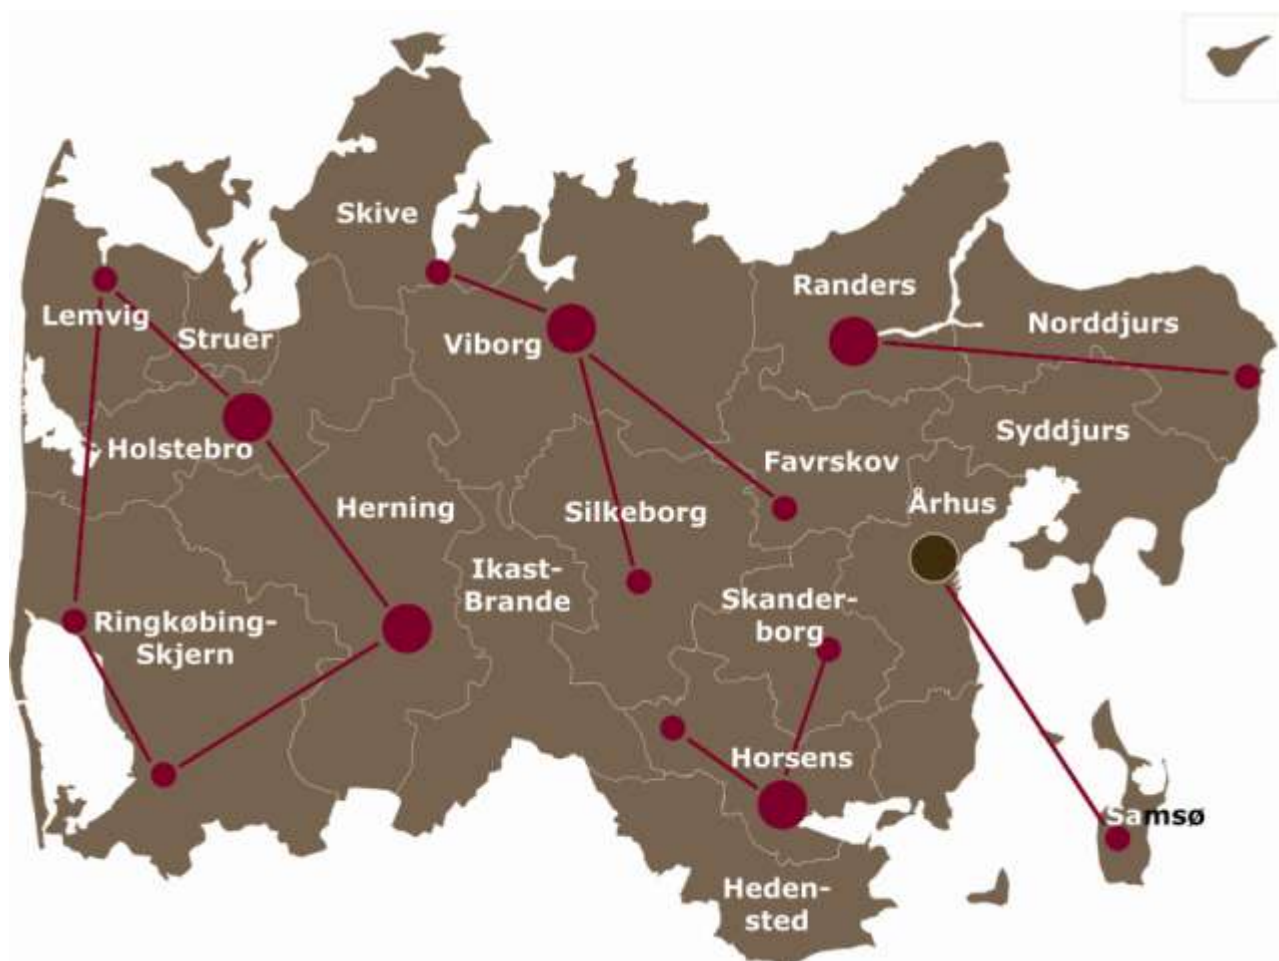 Skive
Randers
Lemvig
Norddjurs
Struer
Viborg
Syddjurs
Holstebro
Favrskov
Herning
Silkeborg
Århus
Ikast-
Brande
Skander-
borg
Ringkøbing-
Skjern
Horsens
Samsø
Heden-
sted